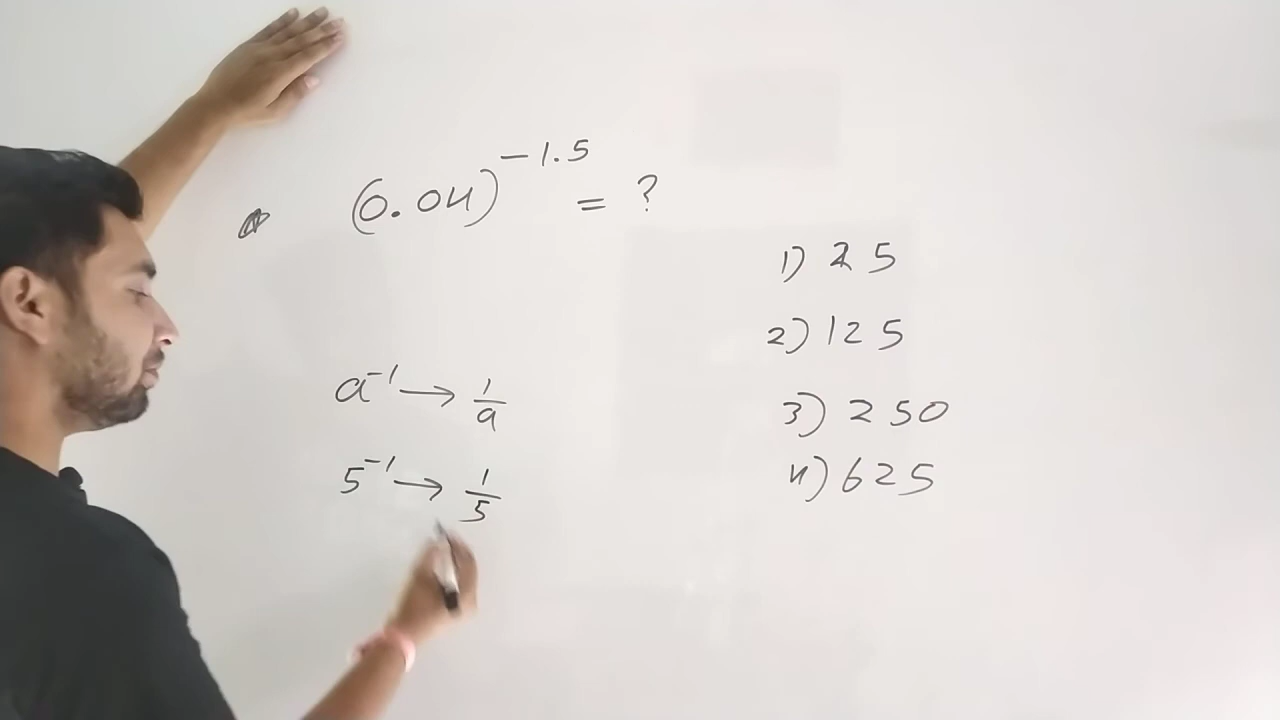 (0.04)^-1.5 = ?
1) 25
2) 125
3) 250
4) 625
a^-1 → 1/a
5^-1 → 1/5